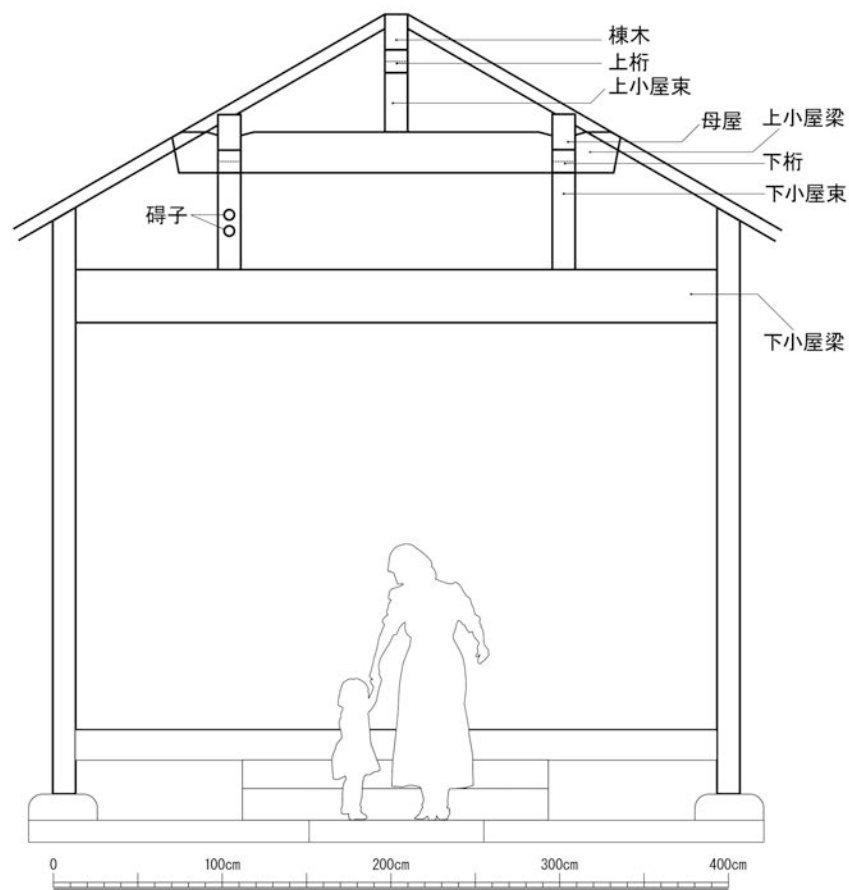 棟木
上桁
上小屋束
母屋
上小屋梁
下桁
下小屋束
碍子
下小屋梁
0
100cm
200cm
300cm
400cm